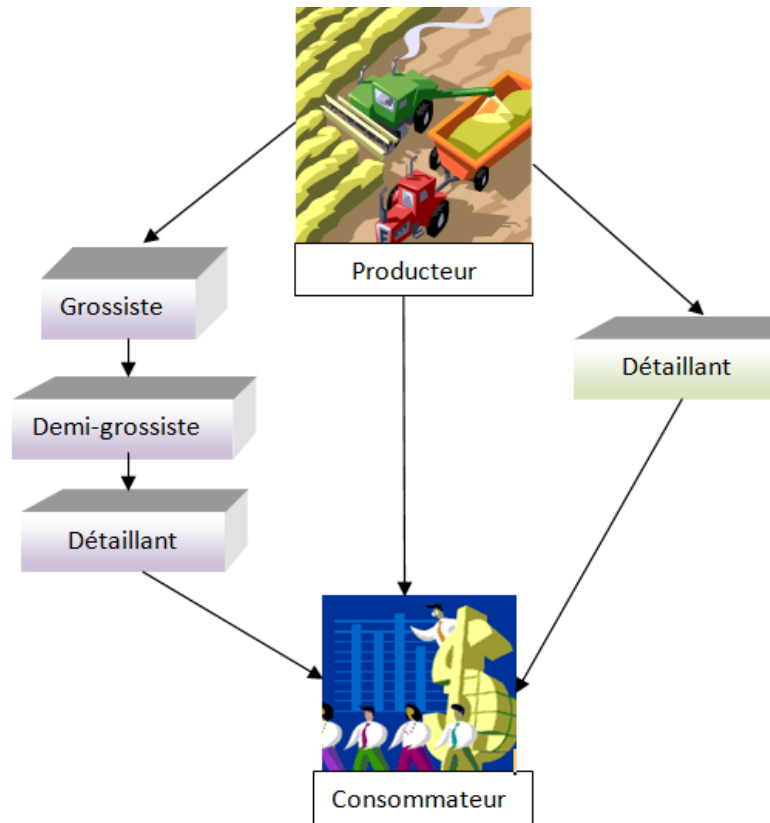 Producteur
Grossiste
Demi-grossiste
Détaillant
Détaillant
Consommateur